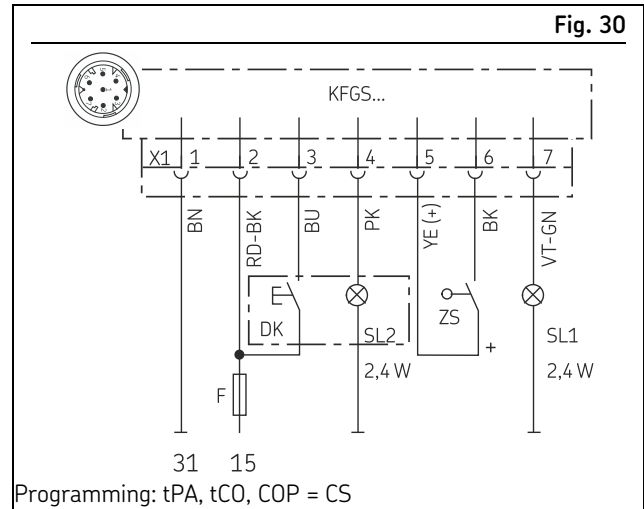 Fig. 30
KFGS...
X1 1 2 3 4 5 6 7
BN
RD-BK
BU
PK
YE (+)
BK
VT-GN
DK
SL2
ZS
SL1
+
2,4 W
2,4 W
F
31 15
Programming: tPA, tCO, COP = CS